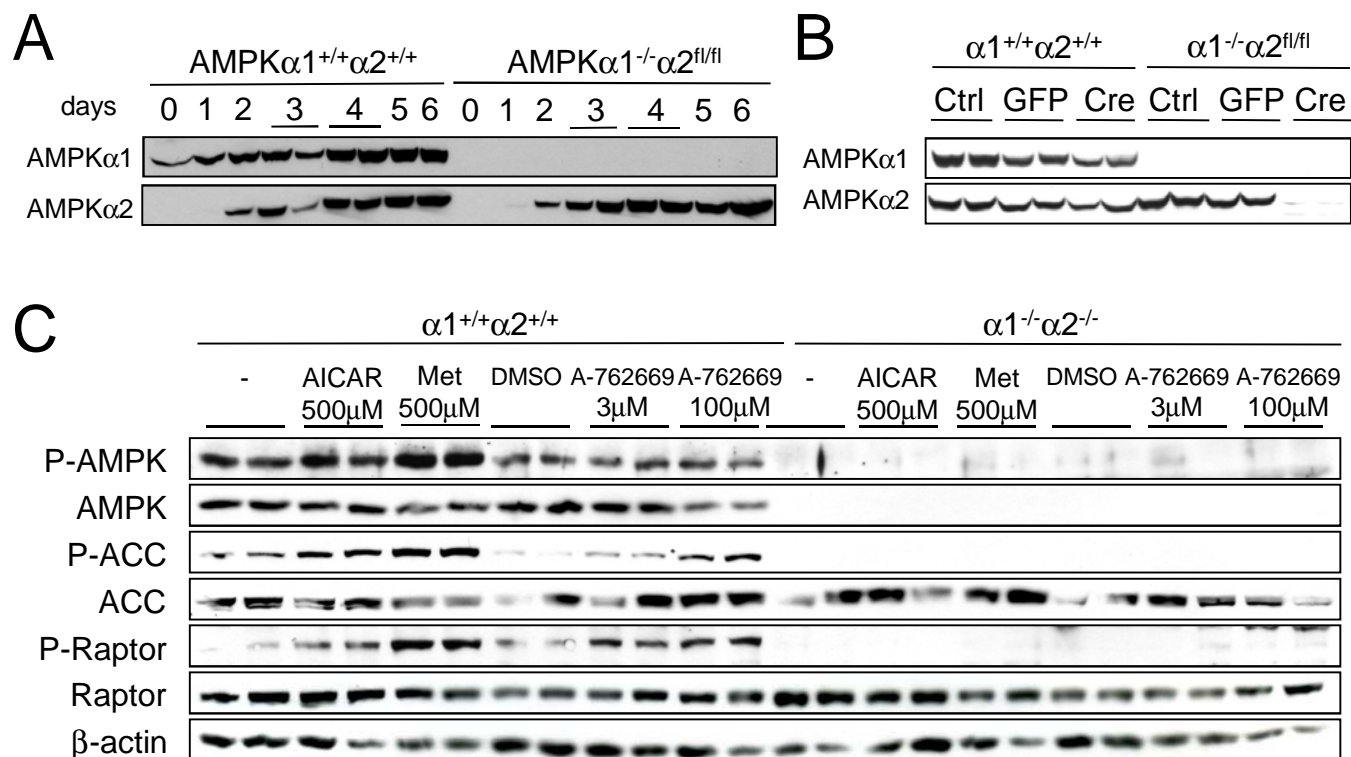 A
AMPKα1+/+α2+/+ AMPKα1-/-α2fl/fl
days 0 1 2 3 4 5 6 0 1 2 3 4 5 6
AMPKα1
AMPKα2
B
α1+/+α2+/+ α1-/-α2fl/fl
Ctrl GFP Cre Ctrl GFP Cre
AMPKα1
AMPKα2
C
α1+/+α2+/+ α1-/-α2-/-
- AICAR Met DMSO A-762669 A-762669 - AICAR Met DMSO A-762669 A-762669
500μM 500μM 3μM 100μM 500μM 500μM 3μM 100μM
P-AMPK
AMPK
P-ACC
ACC
P-Raptor
Raptor
β-actin